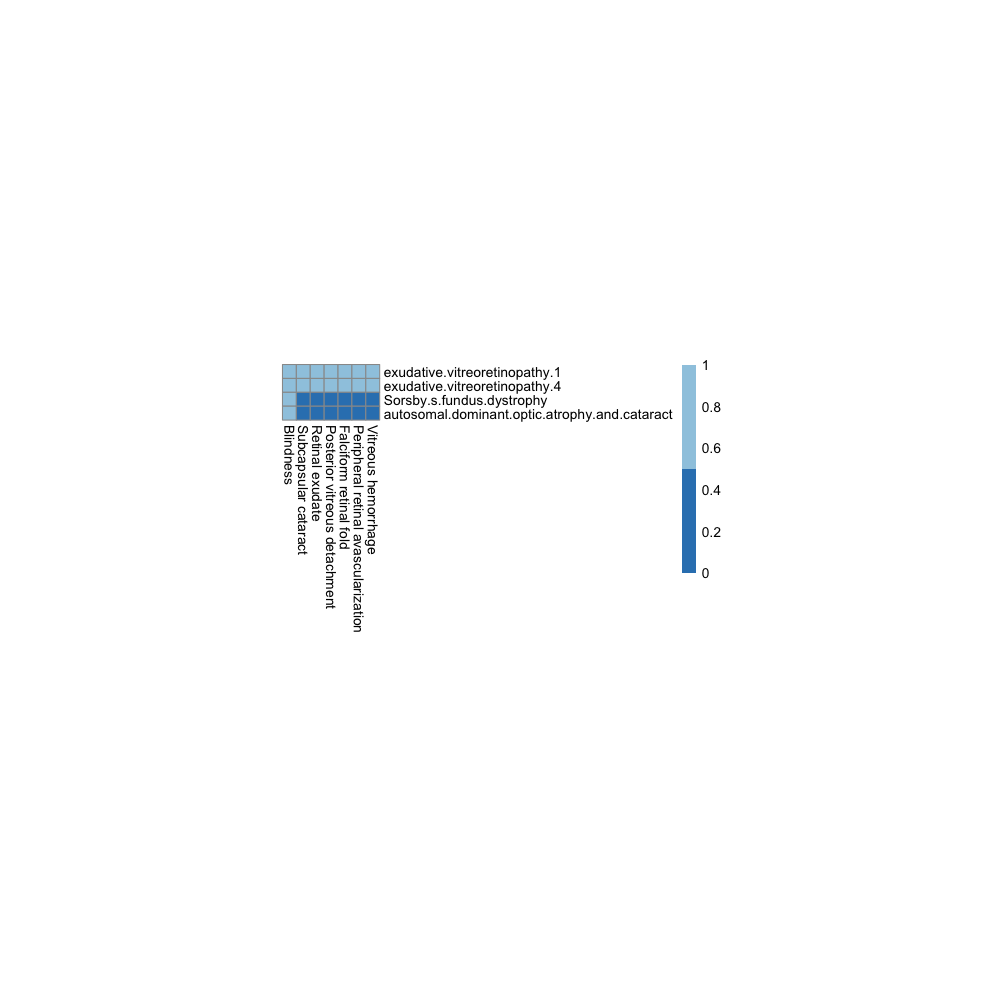 exudative.vitreoretinopathy.1
exudative.vitreoretinopathy.4
Sorsby.s.fundus.dystrophy
autosomal.dominant.optic.atrophy.and.cataract
Blindness
Subcapsular cataract
Retinal exudate
Posterior vitreous detachment
Falciform retinal fold
Peripheral retinal avascularization
Vitreous hemorrhage
1
0.8
0.6
0.4
0.2
0